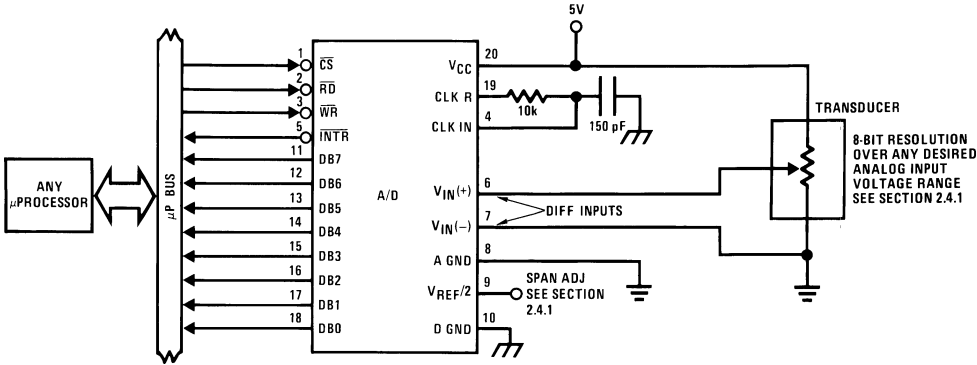 5V
1
CS
2
RD
3
WR
5
INTR
11
DB7
12
DB6
13
DB5
14
DB4
15
DB3
16
DB2
17
DB1
18
DB0
ANY
μPROCESSOR
μP BUS
A/D
20
VCC
19
CLK R
10k
4
CLK IN
150 pF
6
VIN(+)
DIFF INPUTS
7
VIN(−)
8
A GND
9
VREF/2
SPAN ADJ
SEE SECTION
2.4.1
10
D GND
TRANSDUCER
8-BIT RESOLUTION
OVER ANY DESIRED
ANALOG INPUT
VOLTAGE RANGE
SEE SECTION 2.4.1